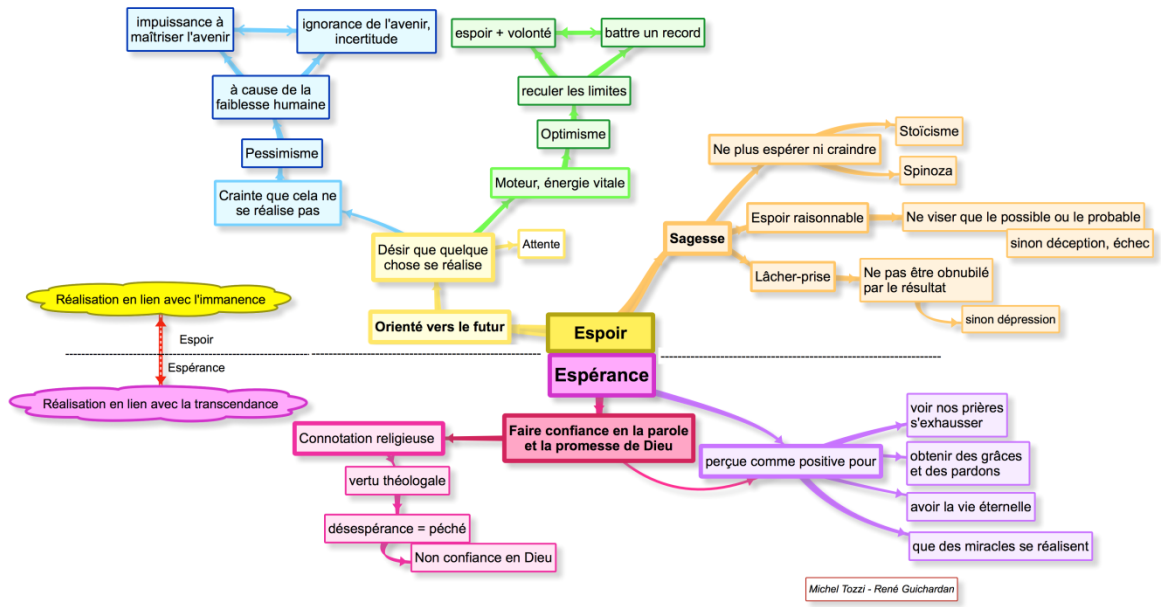 impuissance à
maîtriser l'avenir
ignorance de l'avenir,
incertitude
à cause de la
faiblesse humaine
Pessimisme
Crainte que cela ne
se réalise pas
espoir + volonté
battre un record
reculer les limites
Optimisme
Moteur, énergie vitale
Désir que quelque
chose se réalise
Attente
Orienté vers le futur
Espoir
Sagesse
Ne plus espérer ni craindre
Stoïcisme
Spinoza
Espoir raisonnable
Ne viser que le possible ou le probable
sinon déception, échec
Lâcher-prise
Ne pas être obnubilé
par le résultat
sinon dépression
Réalisation en lien avec l'immanence
Espoir
Espérance
Réalisation en lien avec la transcendance
Espérance
Faire confiance en la parole
et la promesse de Dieu
Connotation religieuse
vertu théologale
désespérance = péché
Non confiance en Dieu
perçue comme positive pour
voir nos prières
s'exhausser
obtenir des grâces
et des pardons
avoir la vie éternelle
que des miracles se réalisent
Michel Tozzi - René Guichardan